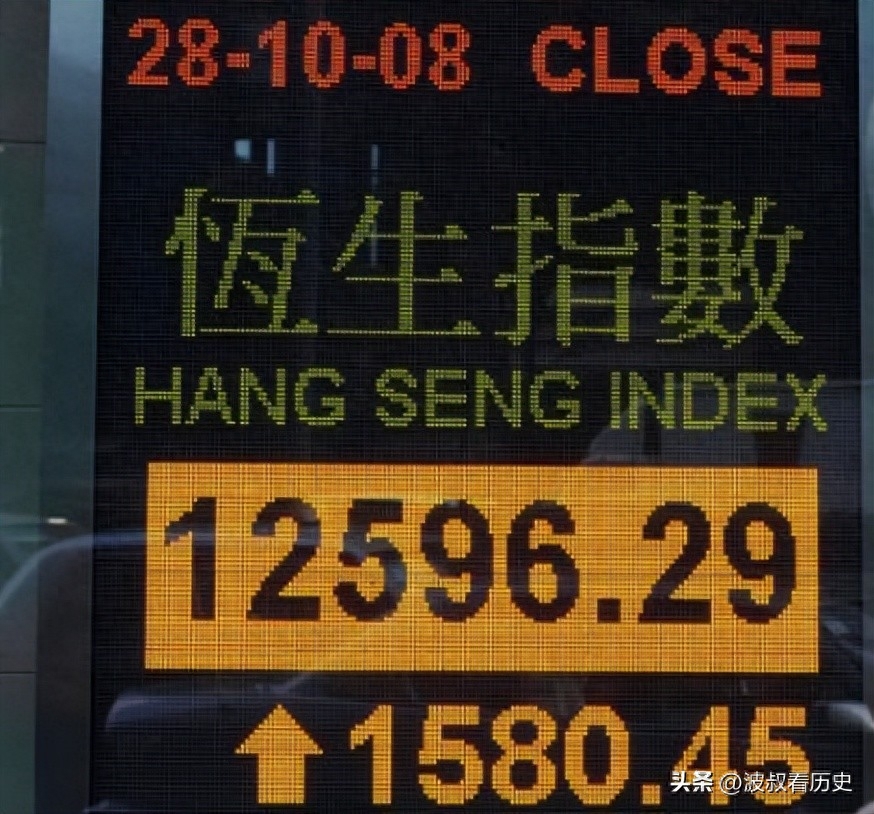 28-10-08 CLOSE
恆生指數
HANG SENG INDEX
12596.29
↑1580.45
头条 @波叔看历史